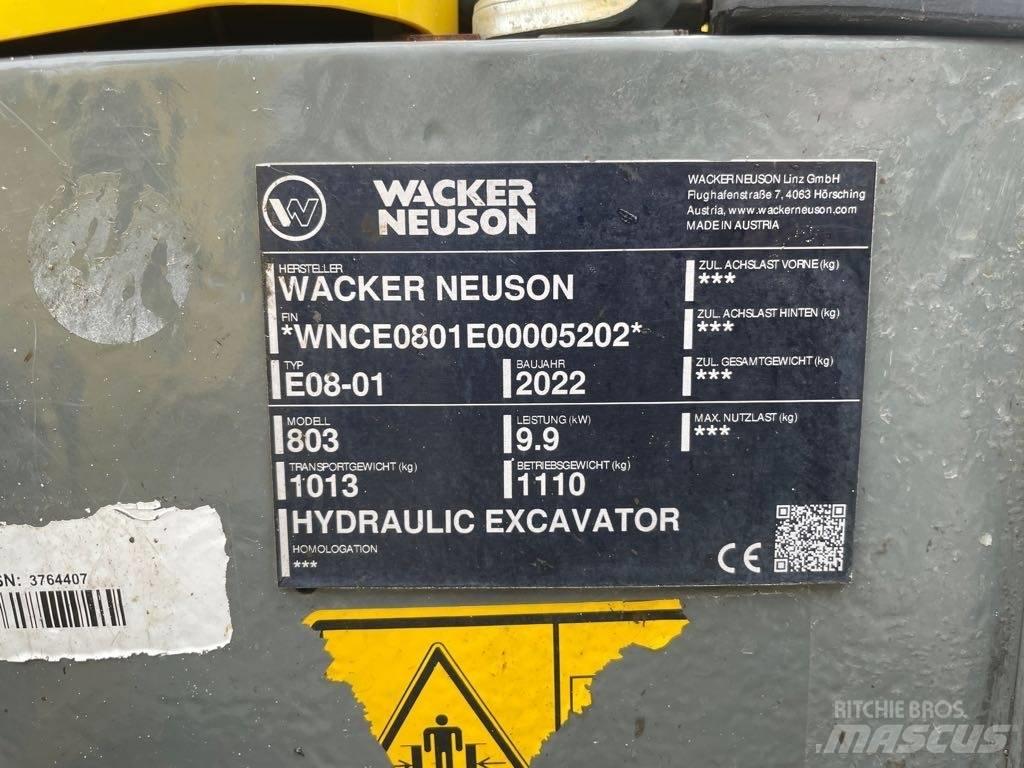 WACKER
NEUSON
WACKER NEUSON Linz GmbH
Flughafenstraße 7, 4063 Hörsching
Austria, www.wackerneuson.com
MADE IN AUSTRIA
HERSTELLER
WACKER NEUSON
FIN
*WNCE0801E00005202*
TYP
E08-01
BAUJAHR
2022
MODELL
803
LEISTUNG (kW)
9.9
TRANSPORTGEWICHT (kg)
1013
BETRIEBSGEWICHT (kg)
1110
HYDRAULIC EXCAVATOR
HOMOLOGATION
***
ZUL. ACHSLAST VORNE (kg)
***
ZUL. ACHSLAST HINTEN (kg)
***
ZUL. GESAMTGEWICHT (kg)
***
MAX. NUTZLAST (kg)
***
CE
SN: 3764407
RITCHIE BROS.
MASCUS